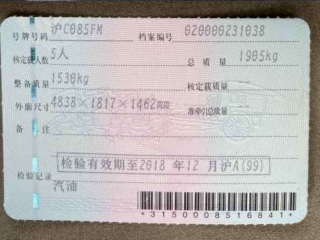 号牌号码 沪C085FM 档案编号 020000231038
核定载人数 5人 总质量 1905kg
整备质量 1530kg 核定载质量 --
外廓尺寸 4838×1817×1462mm 准牵引总质量 --
备注
检验有效期至2018 年12 月沪A(99)
检验记录
汽油
*3150008516841*